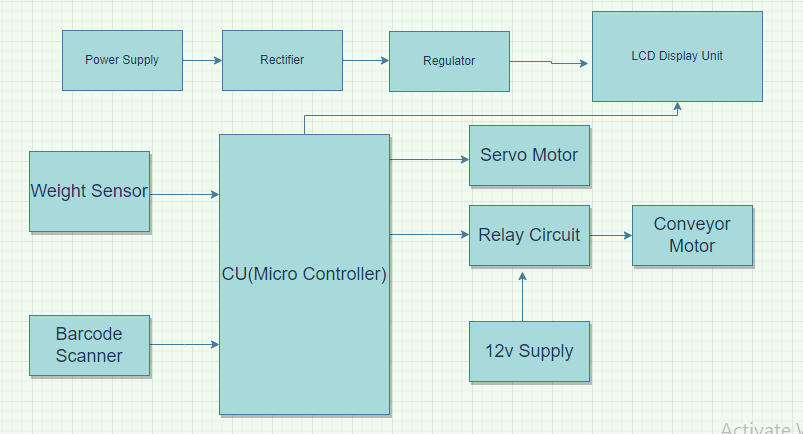 Power Supply
Rectifier
Regulator
LCD Display Unit
Servo Motor
Weight Sensor
Relay Circuit
Conveyor
Motor
CU(Micro Controller)
Barcode
Scanner
12v Supply
Activate